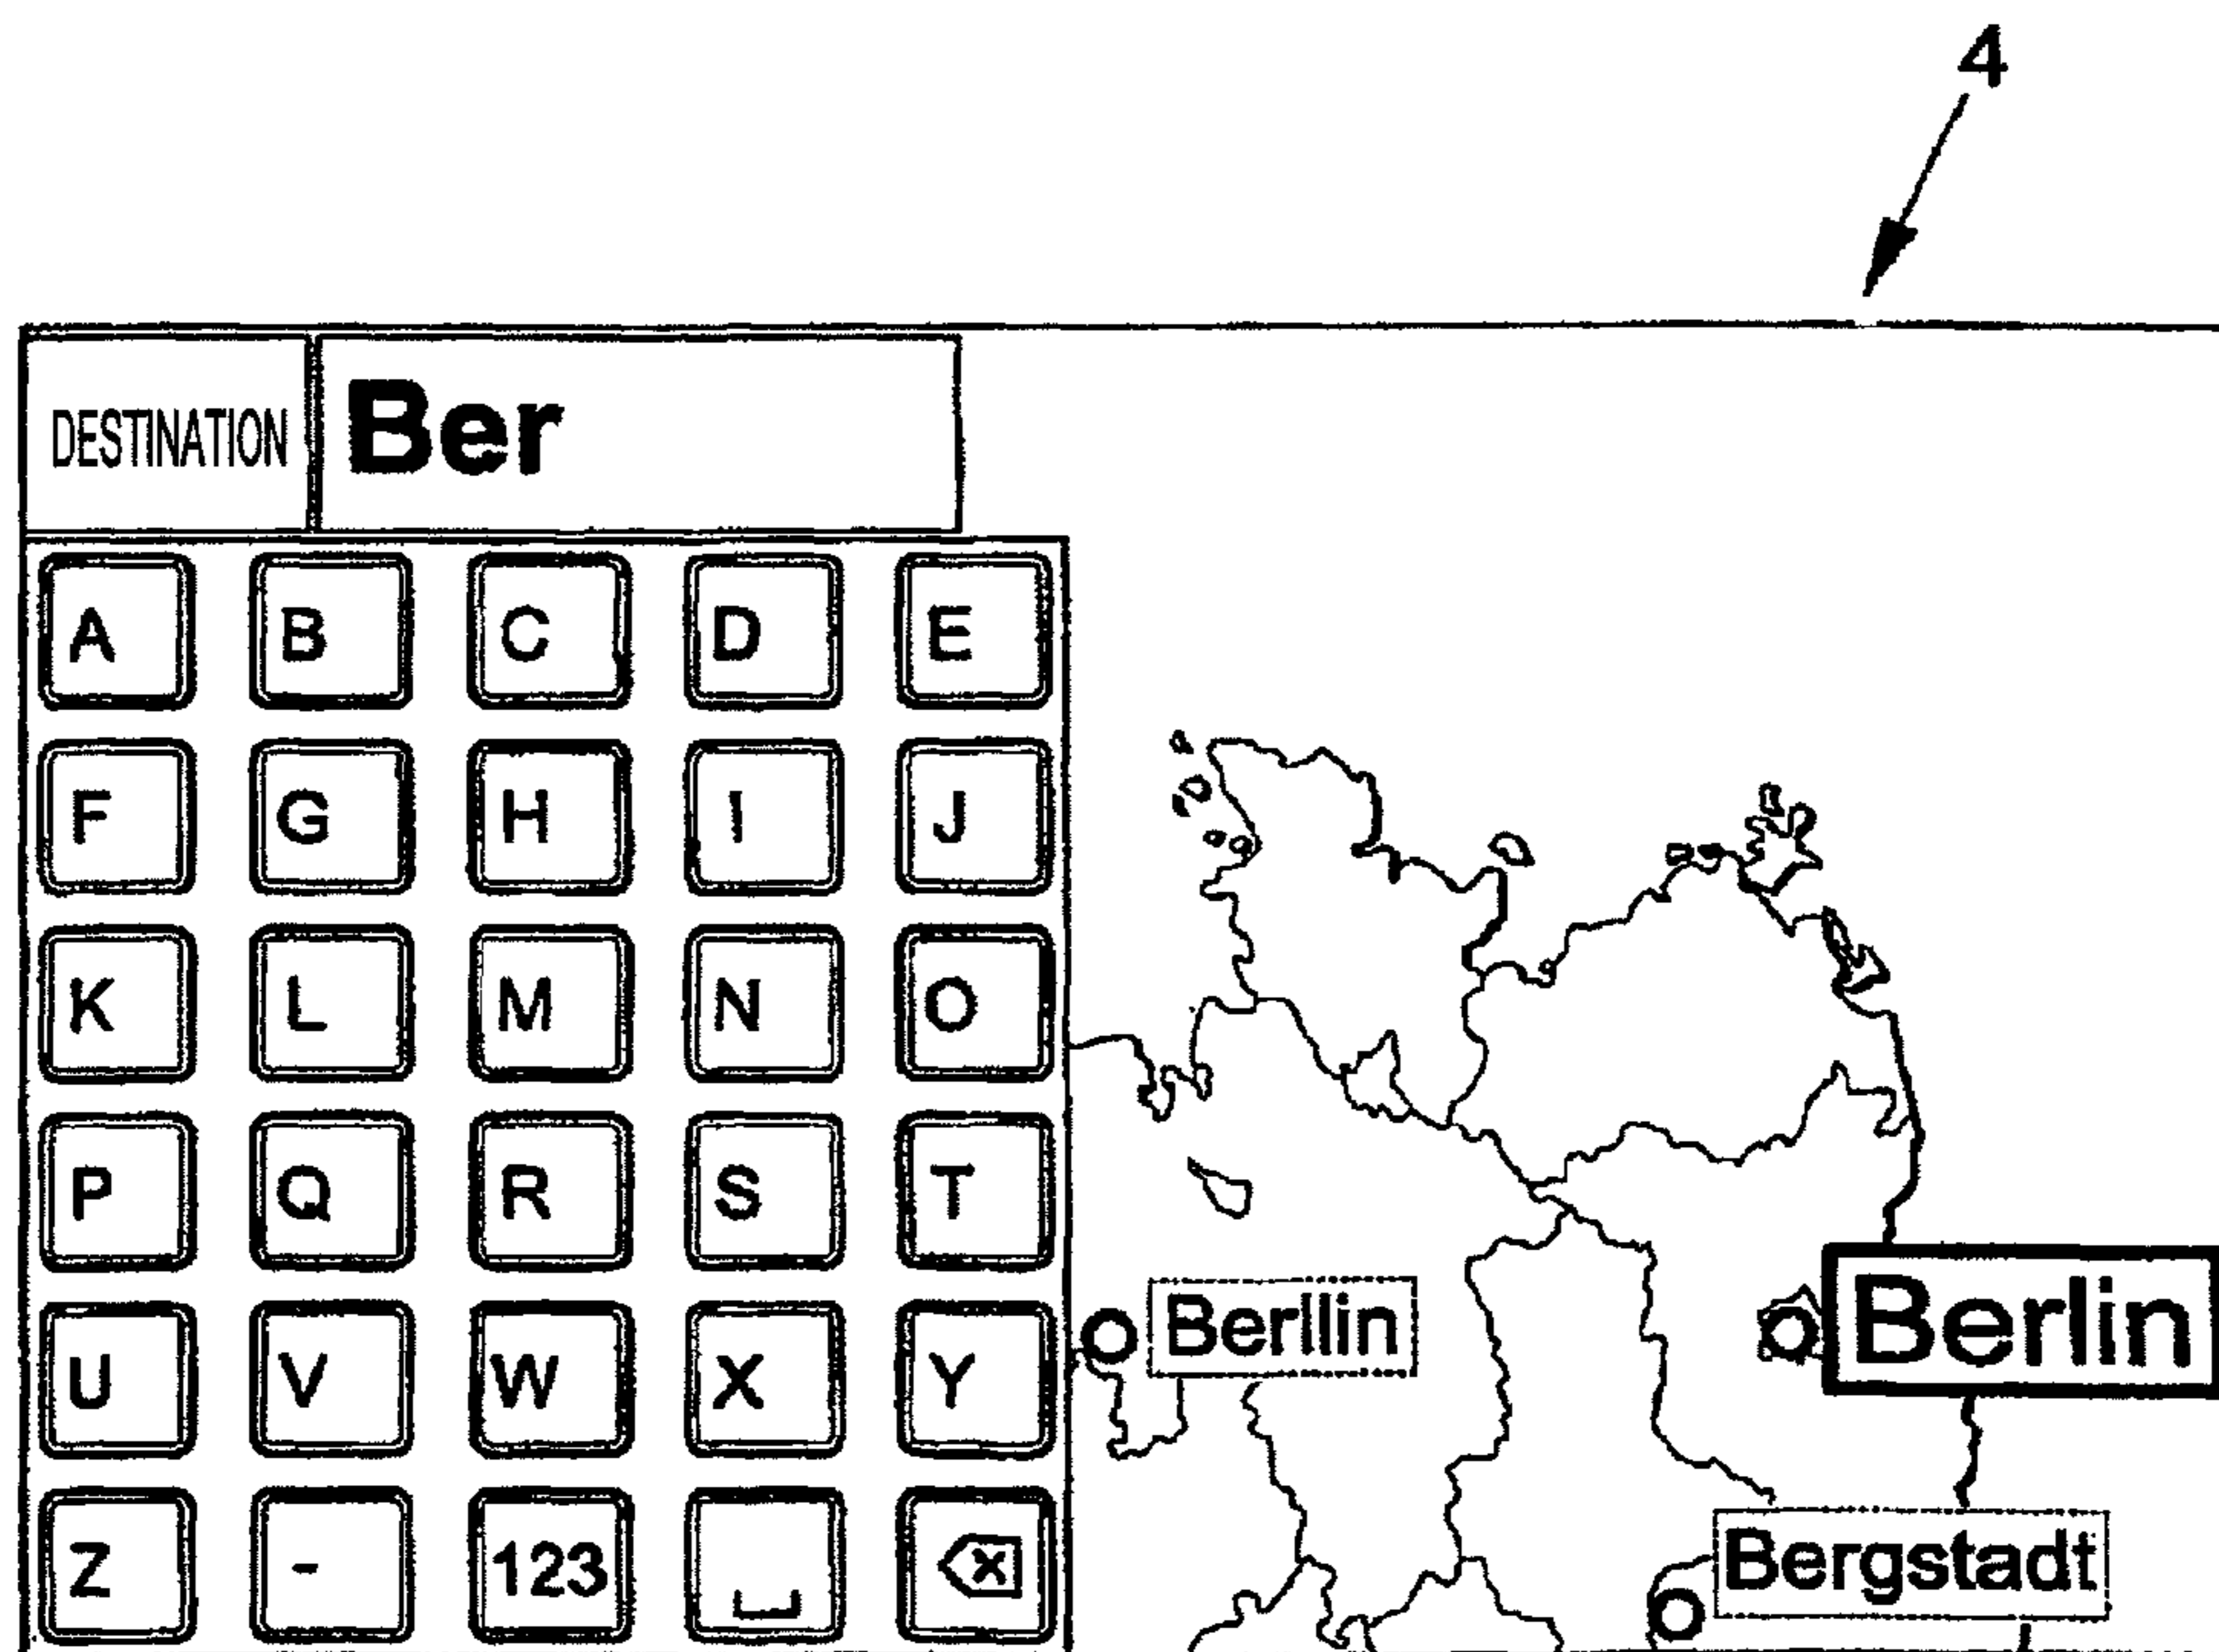 4
DESTINATION Ber
A B C D E
F G H I J
K L M N O
P Q R S T
U V W X Y
Z - 123
Berllin
Berlin
Bergstadt